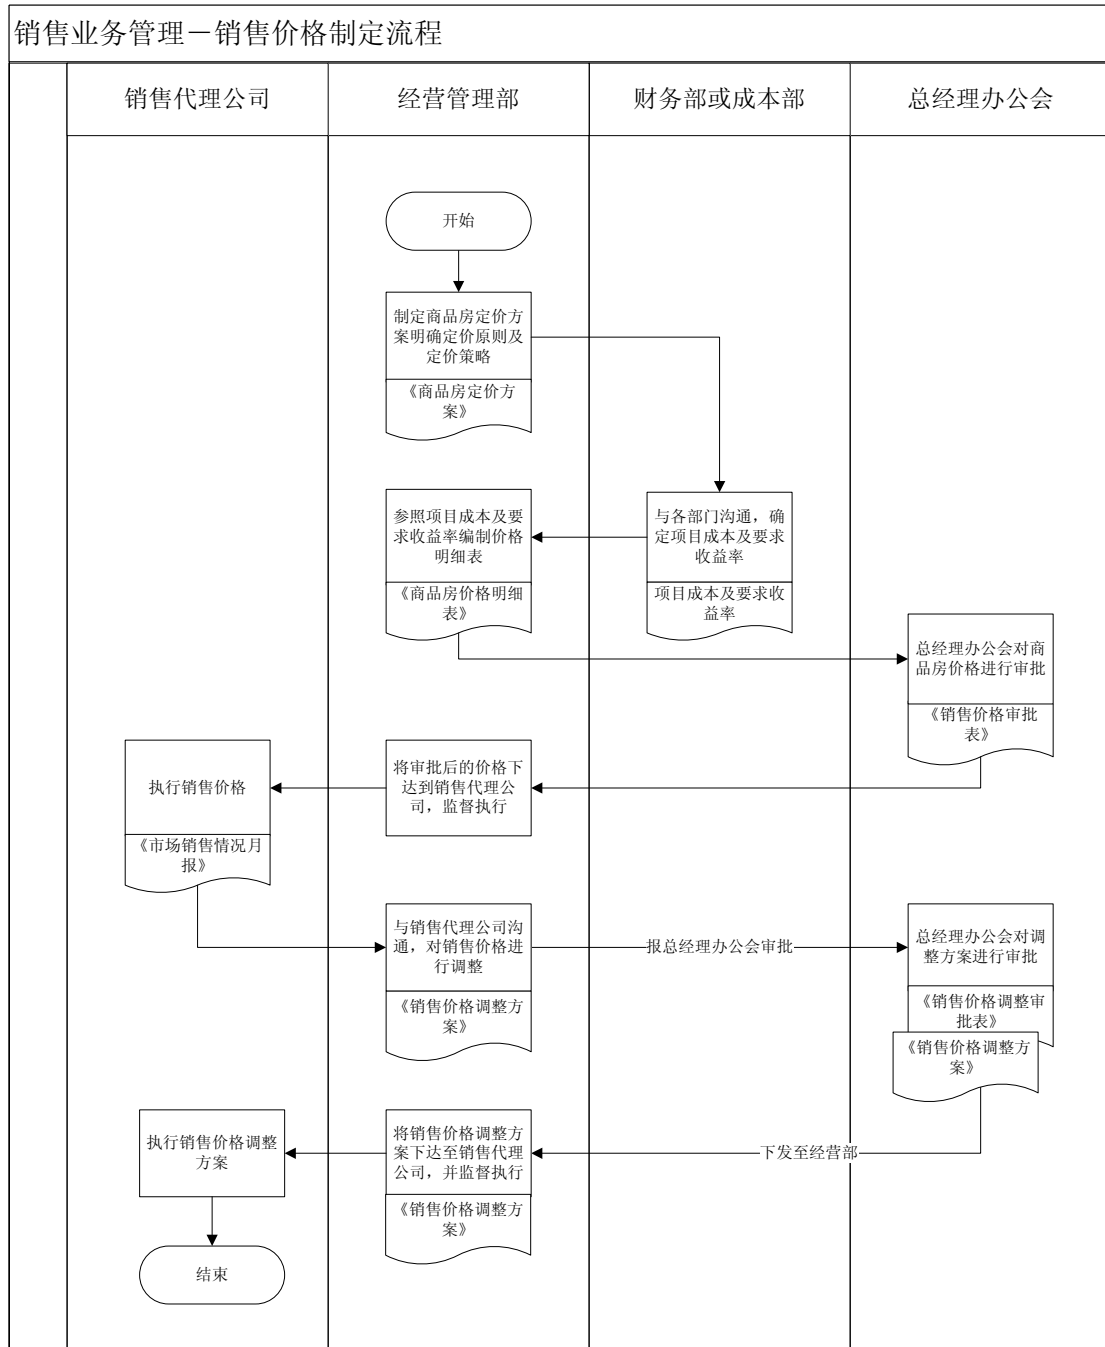 销售业务管理－销售价格制定流程
销售代理公司
经营管理部
财务部或成本部
总经理办公会
开始
制定商品房定价方
案明确定价原则及
定价策略
《商品房定价方
案》
参照项目成本及要
求收益率编制价格
明细表
《商品房价格明细
表》
与各部门沟通，确
定项目成本及要求
收益率
项目成本及要求收
益率
总经理办公会对商
品房价格进行审批
《销售价格审批
表》
执行销售价格
《市场销售情况月
报》
将审批后的价格下
达到销售代理公
司，监督执行
与销售代理公司沟
通，对销售价格进
行调整
《销售价格调整方
案》
报总经理办公会审批
总经理办公会对调
整方案进行审批
《销售价格调整审
批表》
《销售价格调整方
案》
执行销售价格调整
方案
将销售价格调整方
案下达至销售代理
公司，并监督执行
《销售价格调整方
案》
下发至经营部
结束